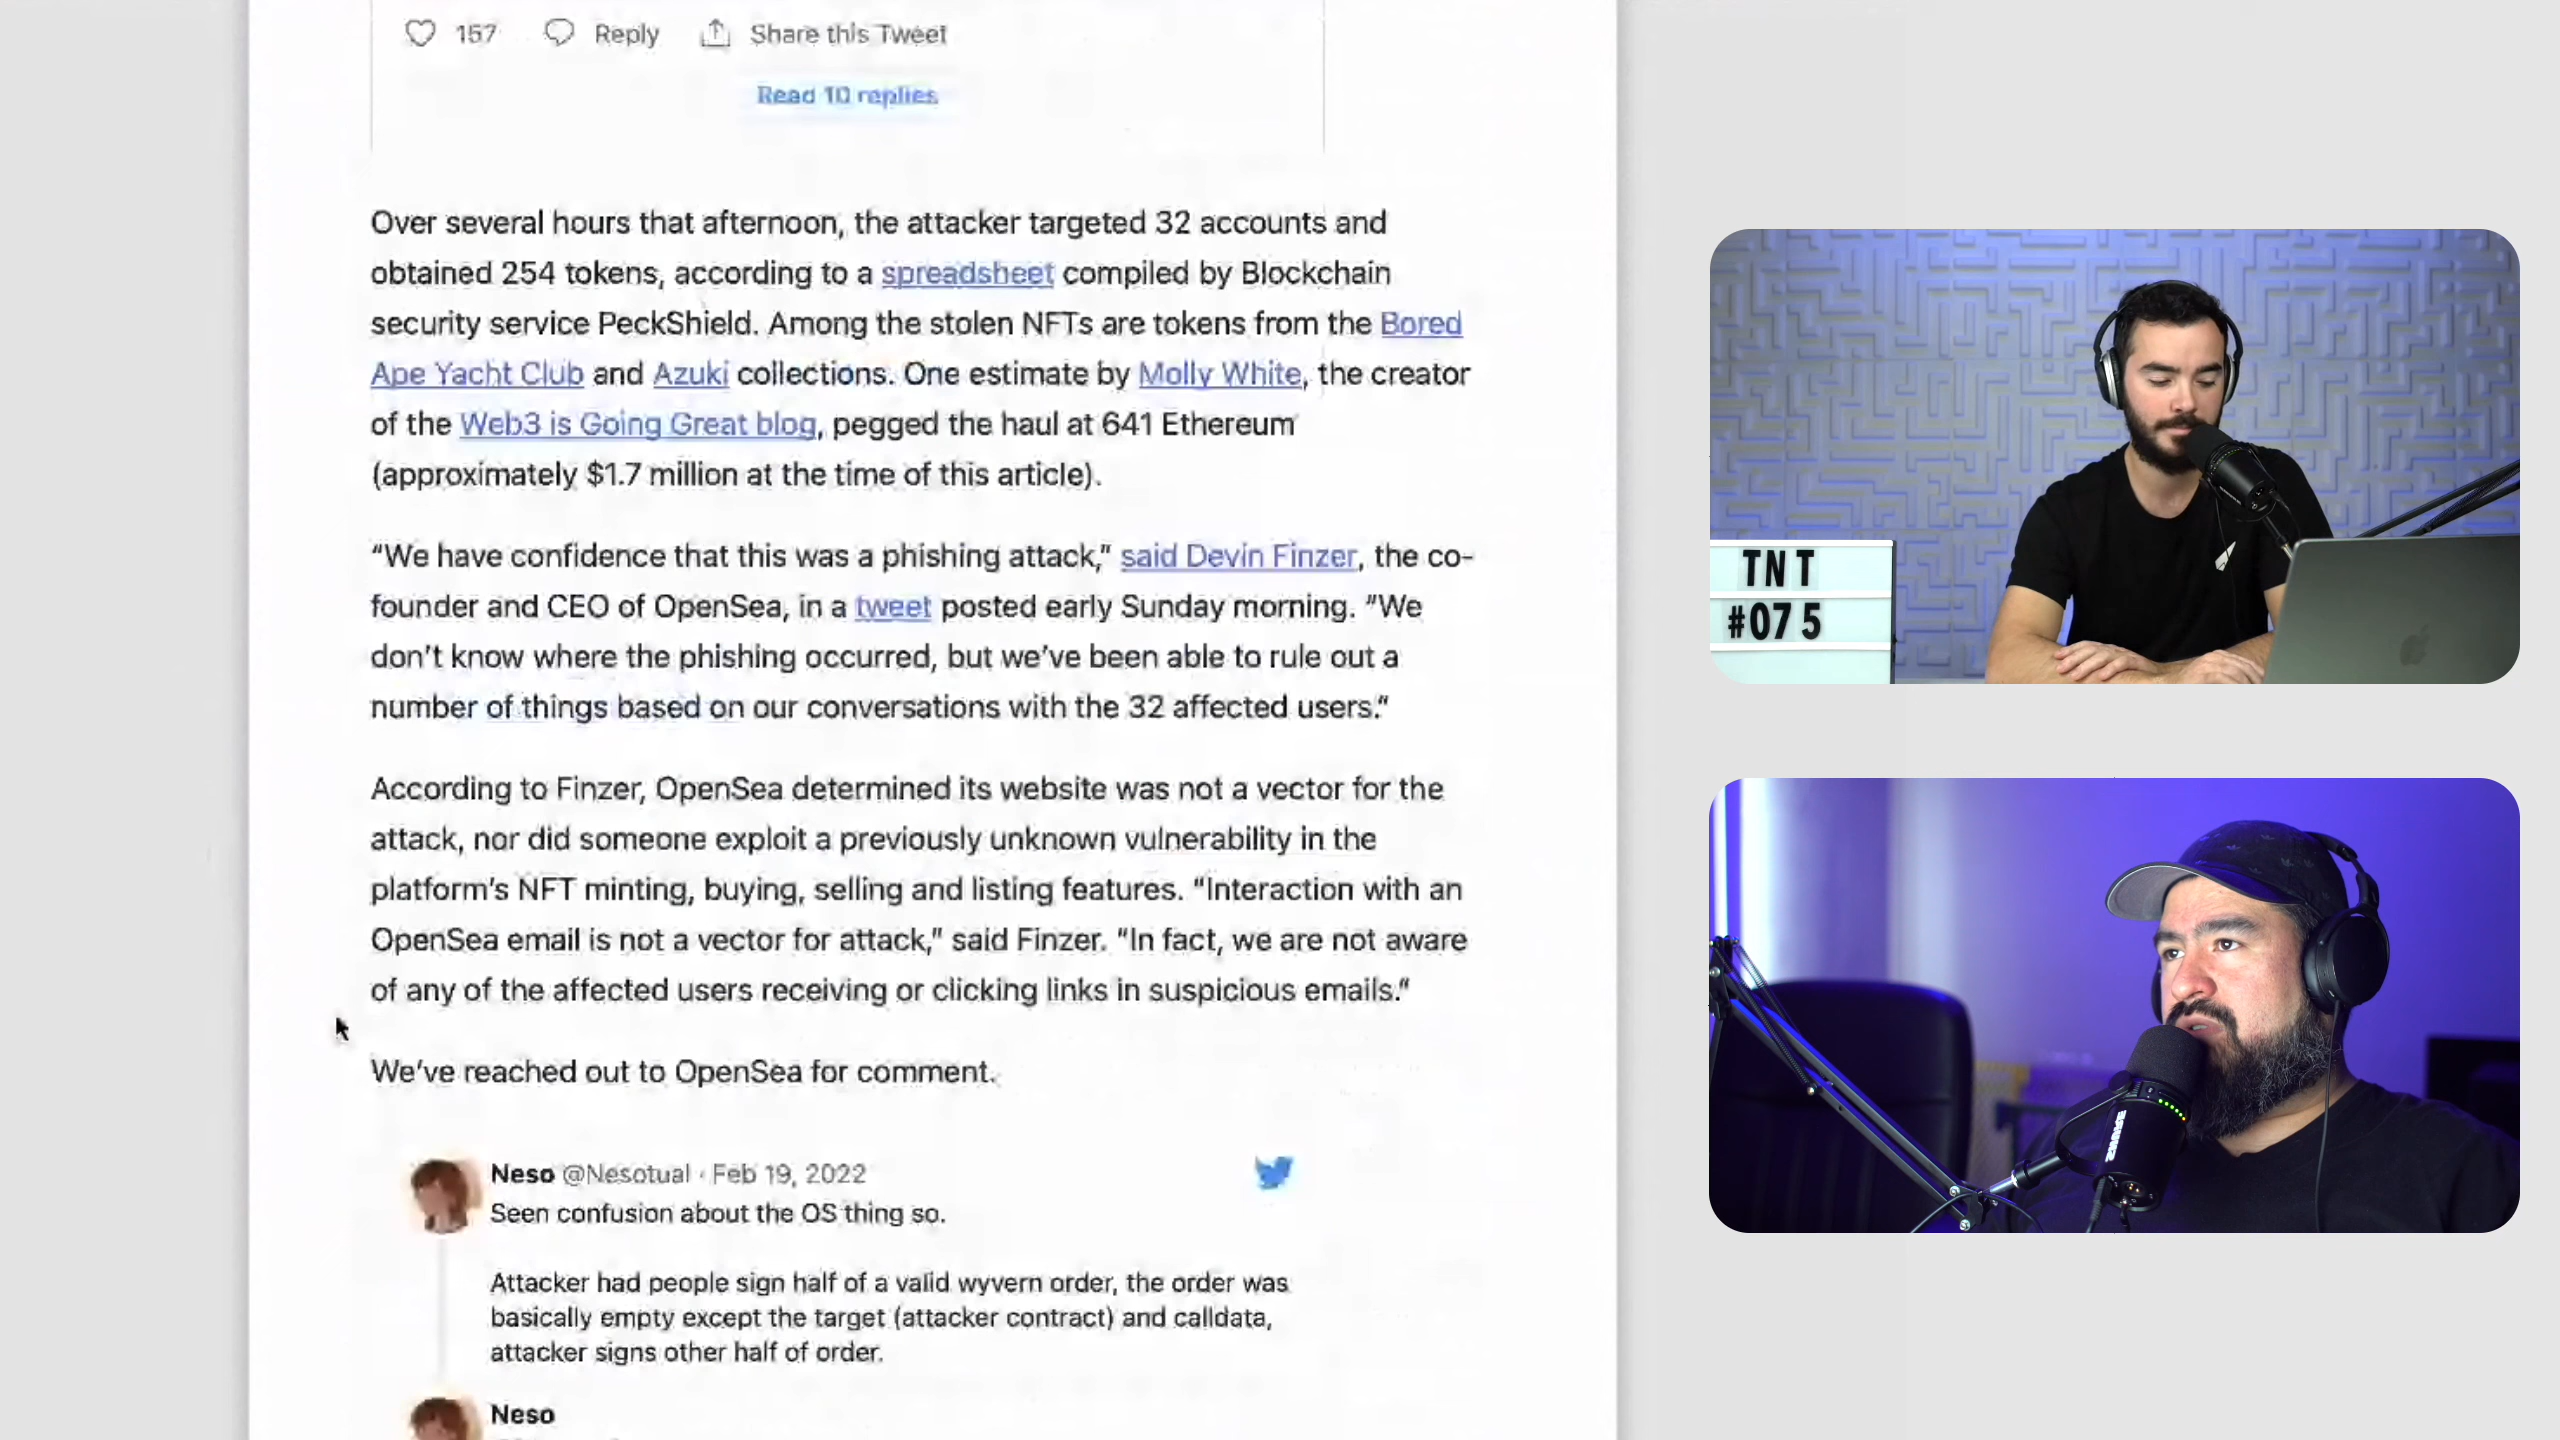 157 Reply Share this Tweet
Read 10 replies
Over several hours that afternoon, the attacker targeted 32 accounts and
obtained 254 tokens, according to a spreadsheet compiled by Blockchain
security service PeckShield. Among the stolen NFTs are tokens from the Bored
Ape Yacht Club and Azuki collections. One estimate by Molly White, the creator
of the Web3 is Going Great blog, pegged the haul at 641 Ethereum
(approximately $1.7 million at the time of this article).
“We have confidence that this was a phishing attack,” said Devin Finzer, the co-
founder and CEO of OpenSea, in a tweet posted early Sunday morning. “We
don’t know where the phishing occurred, but we’ve been able to rule out a
number of things based on our conversations with the 32 affected users.“
According to Finzer, OpenSea determined its website was not a vector for the
attack, nor did someone exploit a previously unknown vulnerability in the
platform’s NFT minting, buying, selling and listing features. “Interaction with an
OpenSea email is not a vector for attack,” said Finzer. “In fact, we are not aware
of any of the affected users receiving or clicking links in suspicious emails.“
We’ve reached out to OpenSea for comment.
Neso @Nesotual · Feb 19, 2022
Seen confusion about the OS thing so.
Attacker had people sign half of a valid wyvern order, the order was
basically empty except the target (attacker contract) and calldata,
attacker signs other half of order.
Neso
TNT
#075